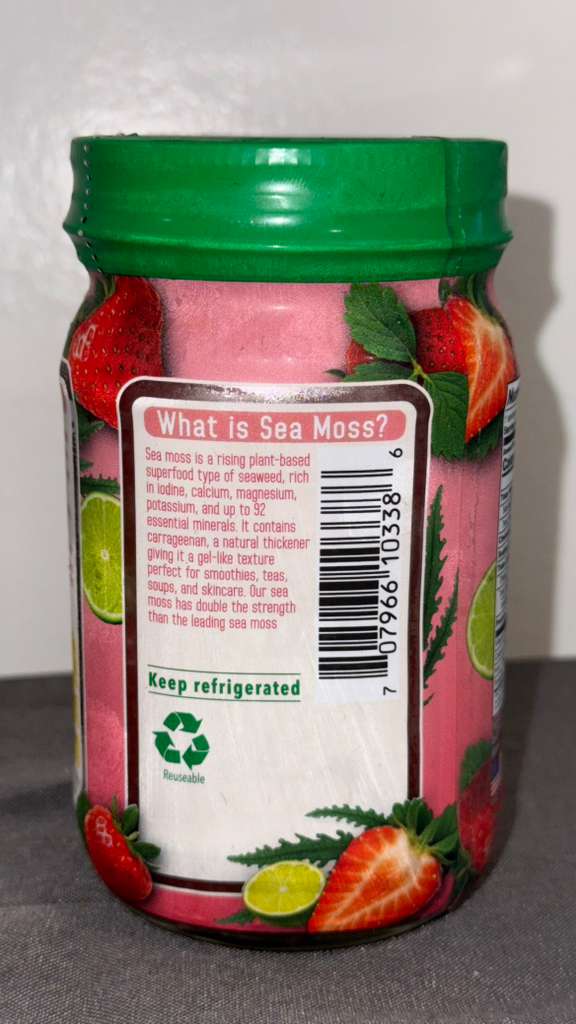 What is Sea Moss?
Sea moss is a rising plant-based
superfood type of seaweed, rich
in iodine, calcium, magnesium,
potassium, and up to 92
essential minerals. It contains
carrageenan, a natural thickener
giving it a gel-like texture
perfect for smoothies, teas,
soups, and skincare. Our sea
moss has double the strength
than the leading sea moss
7 07966 10338 6
Keep refrigerated
Reuseable